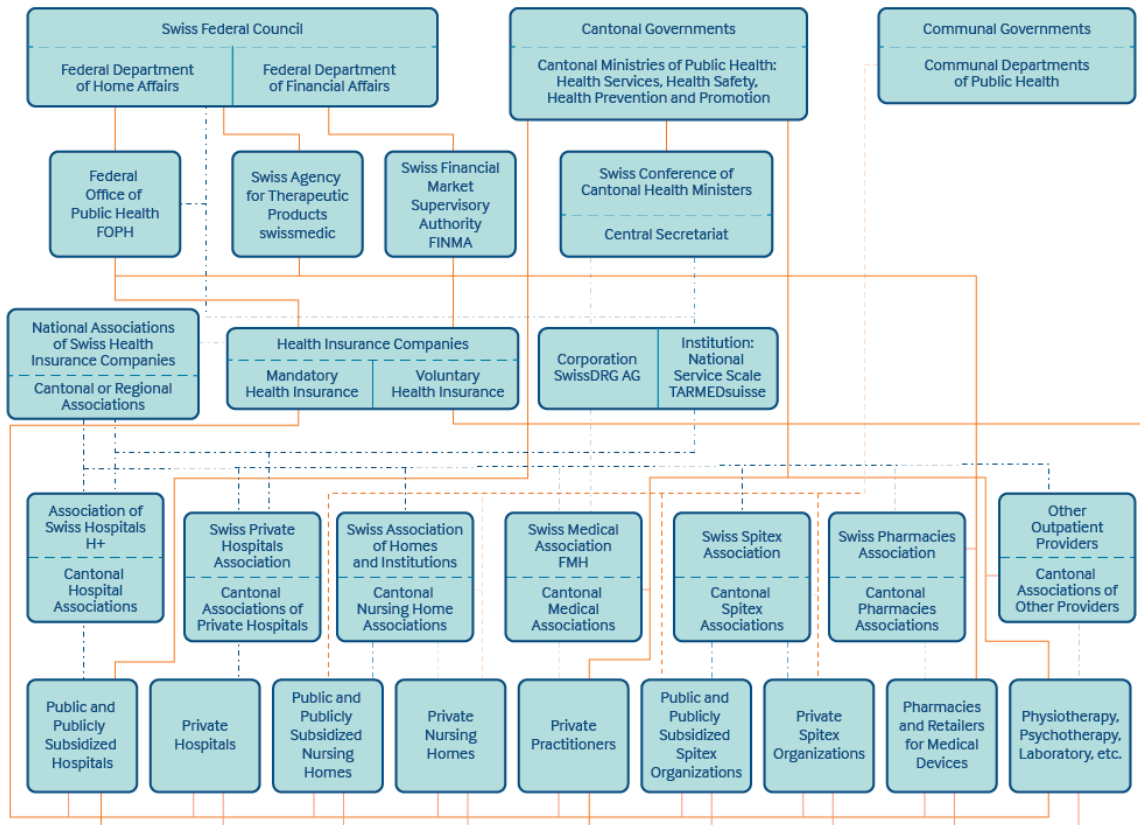 Swiss Federal Council
Federal Department
of Home Affairs
Federal Department
of Financial Affairs
Cantonal Governments
Cantonal Ministries of Public Health:
Health Services, Health Safety,
Health Prevention and Promotion
Communal Governments
Communal Departments
of Public Health
Federal
Office of
Public Health
FOPH
Swiss Agency
for Therapeutic
Products
swissmedic
Swiss Financial
Market
Supervisory
Authority
FINMA
Swiss Conference of
Cantonal Health Ministers
Central Secretariat
National Associations
of Swiss Health
Insurance Companies
Cantonal or Regional
Associations
Health Insurance Companies
Mandatory
Health Insurance
Voluntary
Health Insurance
Corporation
SwissDRG AG
Institution:
National
Service Scale
TARMEDsuisse
Association of
Swiss Hospitals
H+
Cantonal
Hospital
Associations
Swiss Private
Hospitals
Association
Cantonal
Associations of
Private Hospitals
Swiss Association
of Homes
and Institutions
Cantonal
Nursing Home
Associations
Swiss Medical
Association
FMH
Cantonal
Medical
Associations
Swiss Spitex
Association
Cantonal
Spitex
Associations
Swiss Pharmacies
Association
Cantonal
Pharmacies
Associations
Other
Outpatient
Providers
Cantonal
Associations of
Other Providers
Public and
Publicly
Subsidized
Hospitals
Private
Hospitals
Public and
Publicly
Subsidized
Nursing
Homes
Private
Nursing
Homes
Private
Practitioners
Public and
Publicly
Subsidized
Spitex
Organizations
Private
Spitex
Organizations
Pharmacies
and Retailers
for Medical
Devices
Physiotherapy,
Psychotherapy,
Laboratory, etc.